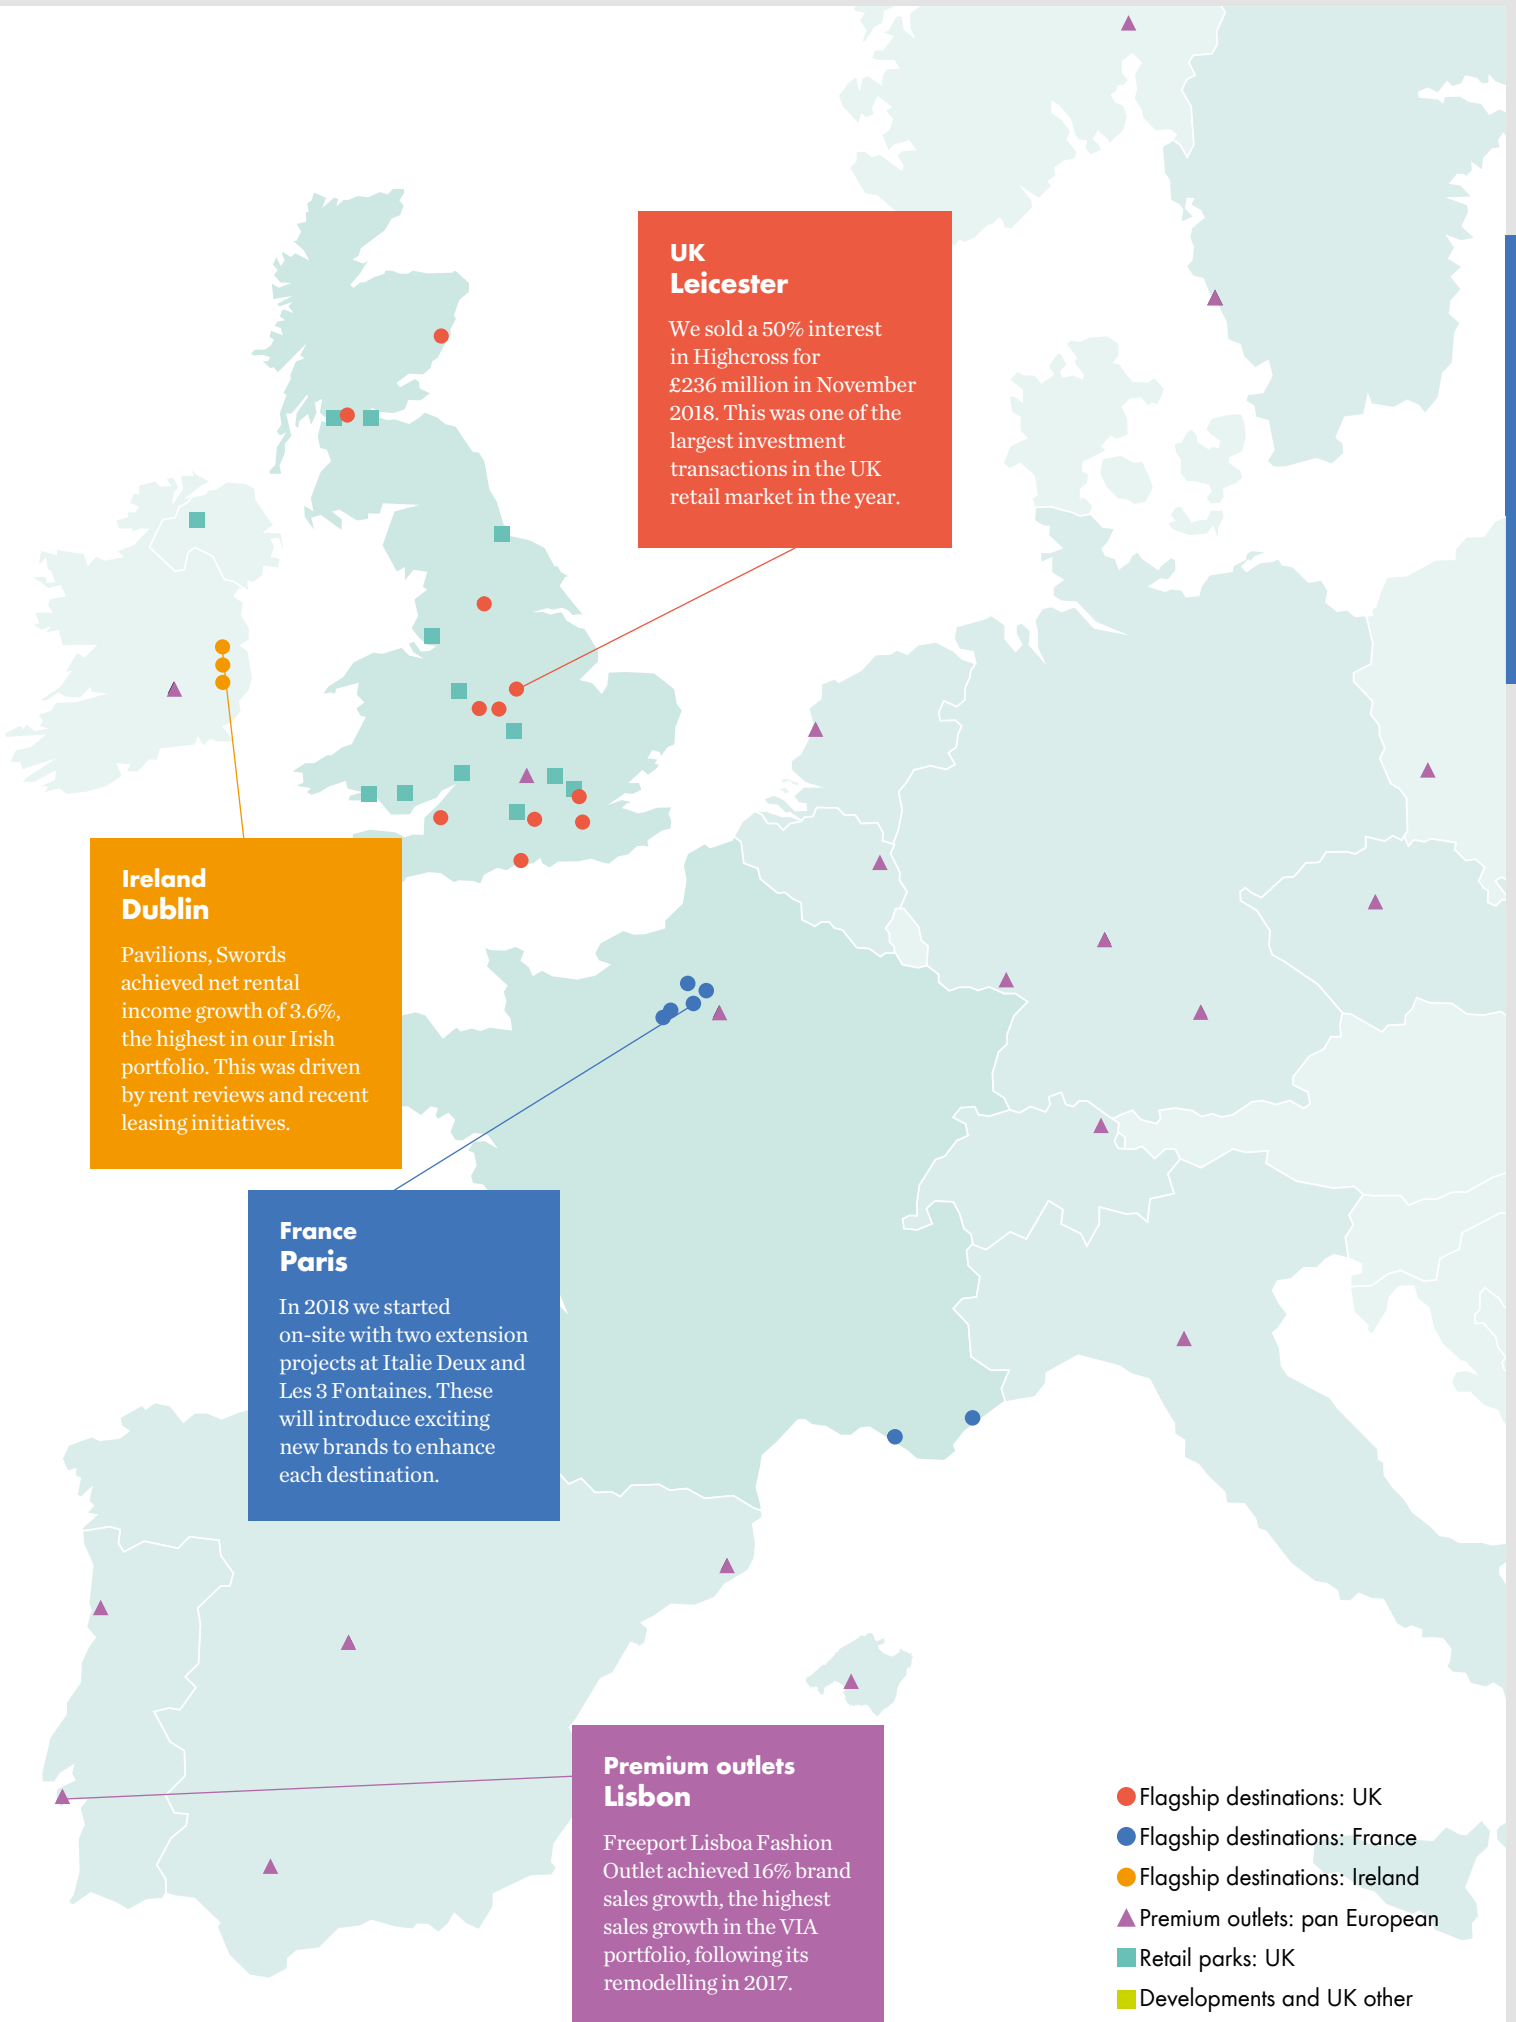 UK
Leicester
We sold a 50% interest
in Highcross for
£236 million in November
2018. This was one of the
largest investment
transactions in the UK
retail market in the year.
Ireland
Dublin
Pavilions, Swords
achieved net rental
income growth of 3.6%,
the highest in our Irish
portfolio. This was driven
by rent reviews and recent
leasing initiatives.
France
Paris
In 2018 we started
on-site with two extension
projects at Italie Deux and
Les 3 Fontaines. These
will introduce exciting
new brands to enhance
each destination.
Premium outlets
Lisbon
Freeport Lisboa Fashion
Outlet achieved 16% brand
sales growth, the highest
sales growth in the VIA
portfolio, following its
remodelling in 2017.
Flagship destinations: UK
Flagship destinations: France
Flagship destinations: Ireland
Premium outlets: pan European
Retail parks: UK
Developments and UK other